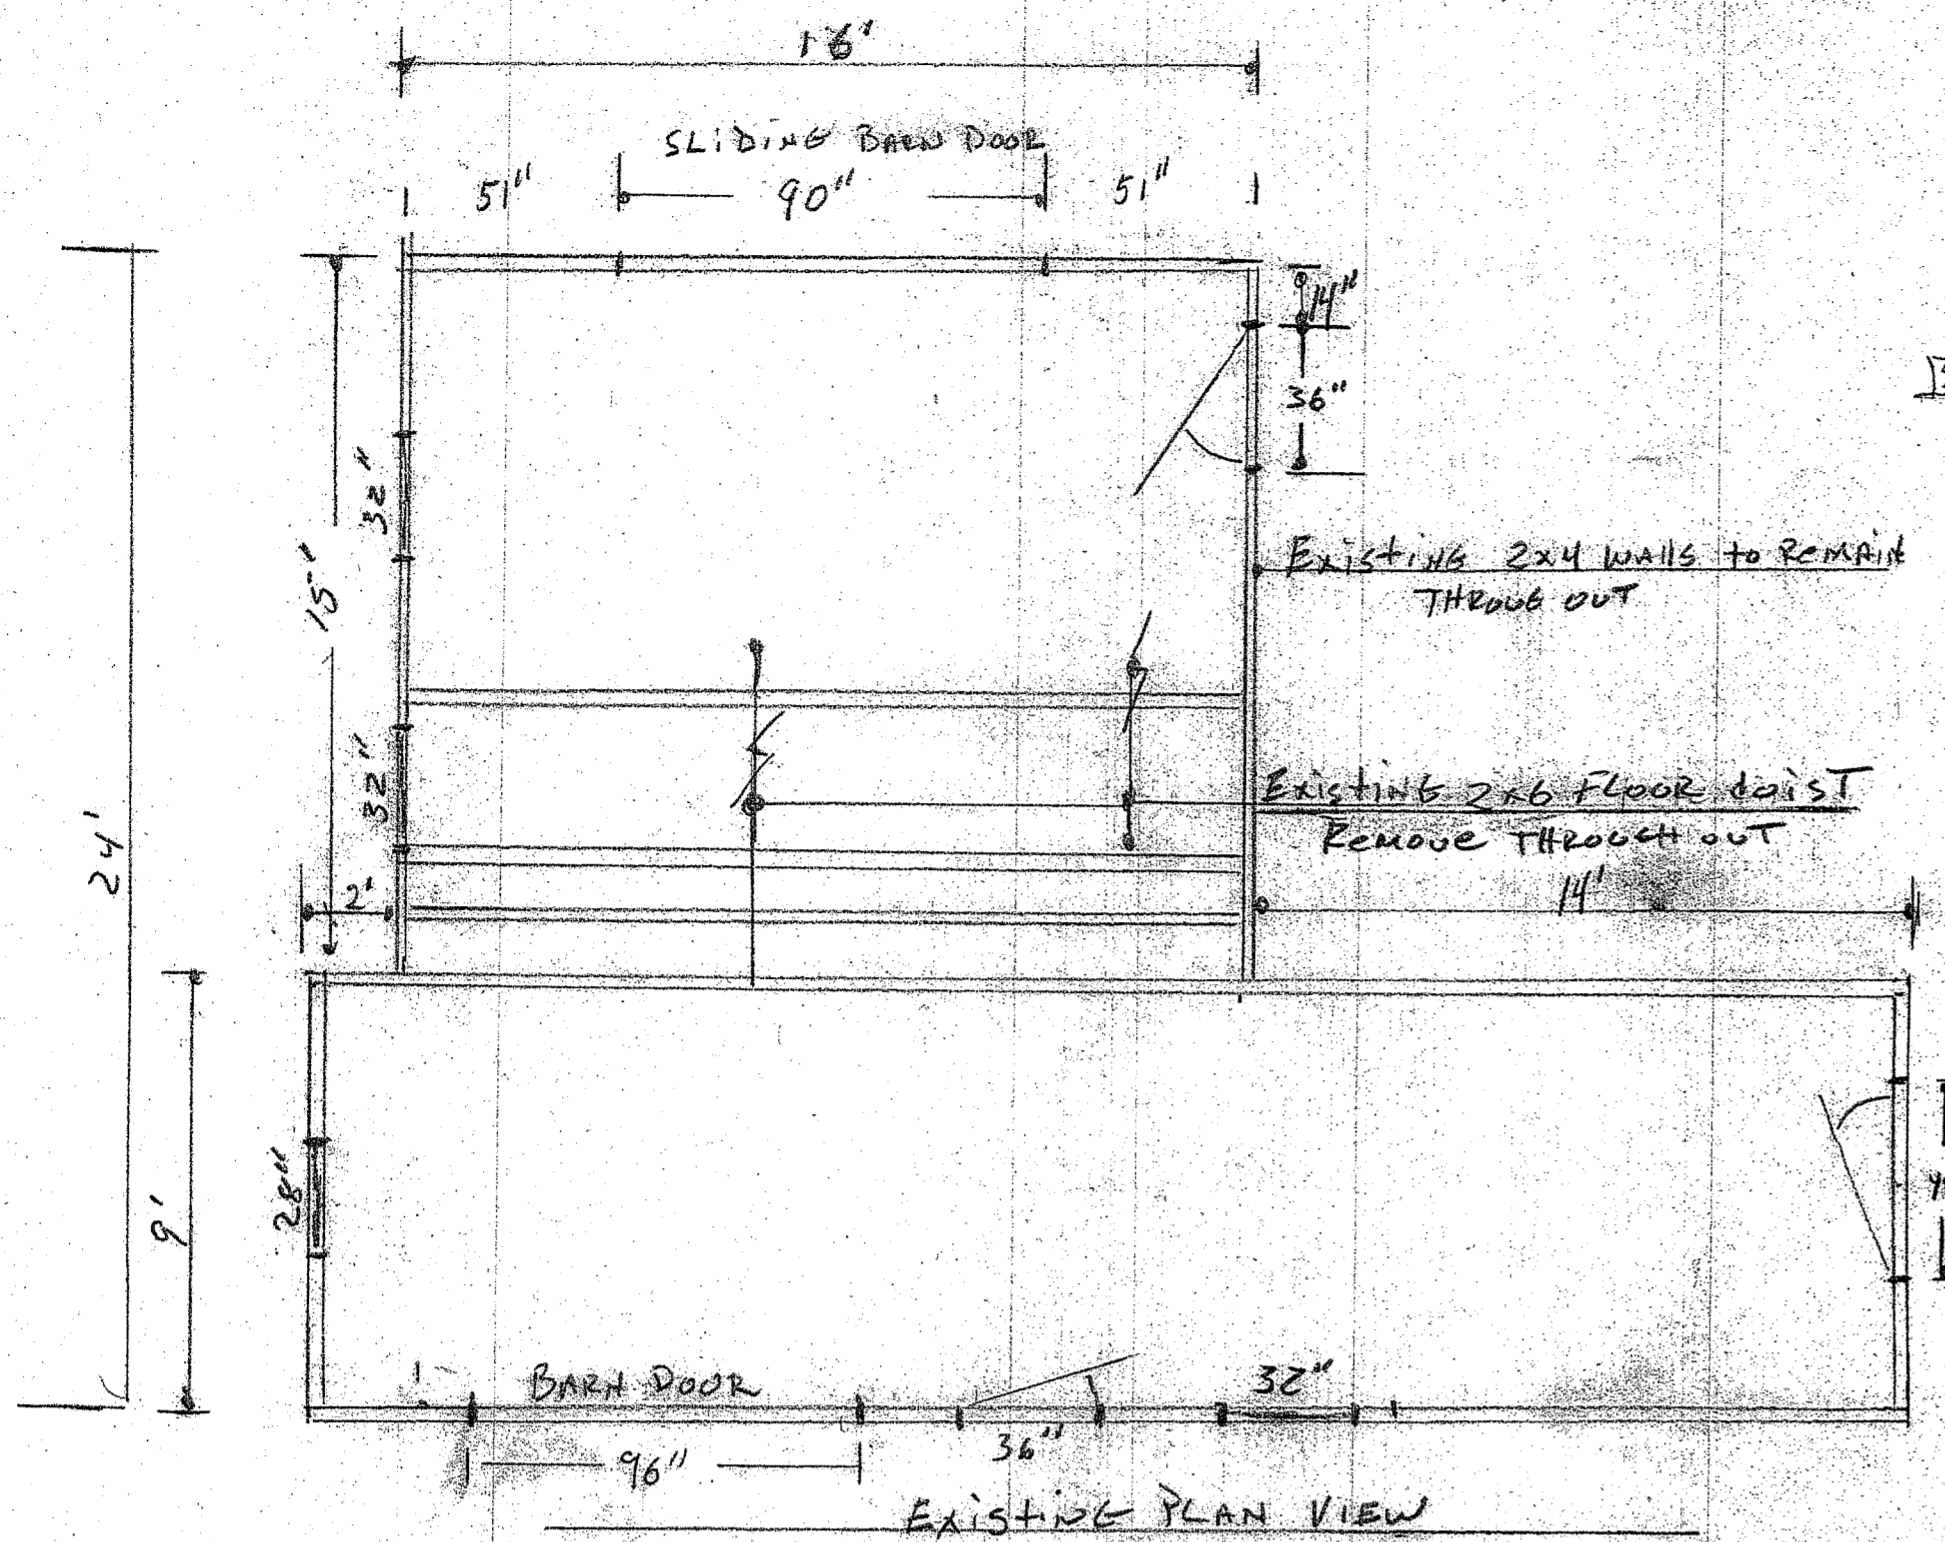 16'
SLiDiNG BARN DOOR
51" 90" 51"
14"
36"
32"
15'
Existing 2x4 WAlls to REMAIN
THROUG OUT
32"
Existing 2x6 FLOOR JoisT
REMOVE THROUGH OUT
24'
2'
14'
28"
9'
BARN DOOR
32"
36"
96"
Existing PLAN VIEW